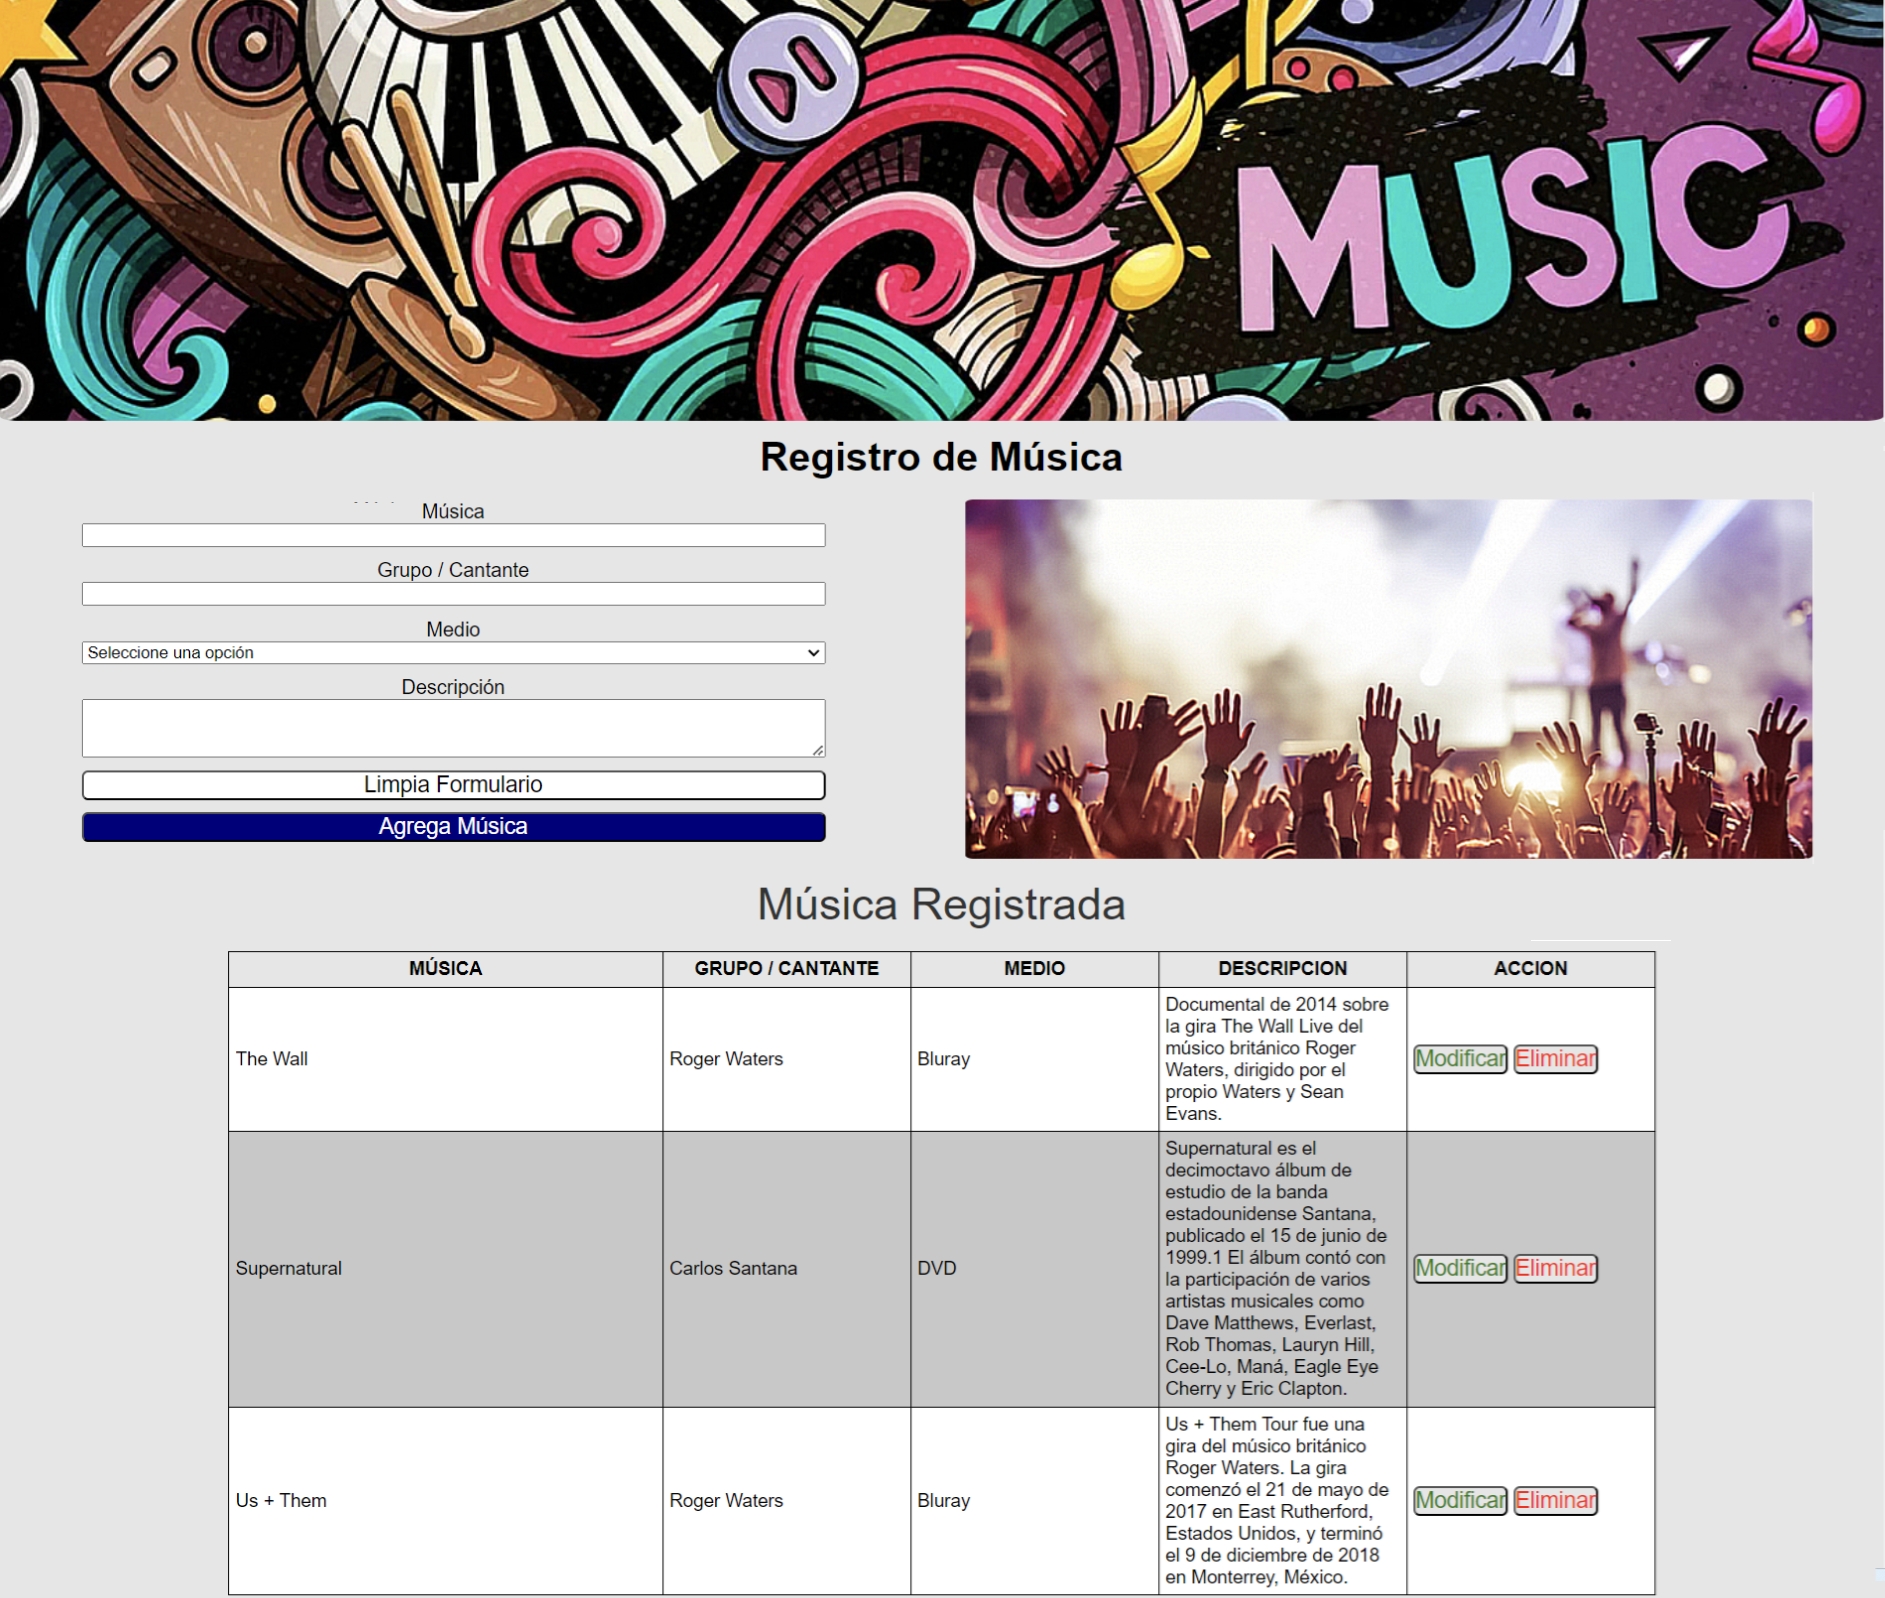 MUSIC
Registro de Música
Música
Grupo / Cantante
Medio
Seleccione una opción
Descripción
Limpia Formulario
Agrega Música
Música Registrada
MÚSICA GRUPO / CANTANTE MEDIO DESCRIPCION ACCION
The Wall
Roger Waters
Bluray
Documental de 2014 sobre
la gira The Wall Live del
músico británico Roger
Waters, dirigido por el
propio Waters y Sean
Evans.
Modificar Eliminar
Supernatural
Carlos Santana
DVD
Supernatural es el
decimoctavo álbum de
estudio de la banda
estadounidense Santana,
publicado el 15 de junio de
1999.1 El álbum contó con
la participación de varios
artistas musicales como
Dave Matthews, Everlast,
Rob Thomas, Lauryn Hill,
Cee-Lo, Maná, Eagle Eye
Cherry y Eric Clapton.
Modificar Eliminar
Us + Them
Roger Waters
Bluray
Us + Them Tour fue una
gira del músico británico
Roger Waters. La gira
comenzó el 21 de mayo de
2017 en East Rutherford,
Estados Unidos, y terminó
el 9 de diciembre de 2018
en Monterrey, México.
Modificar Eliminar